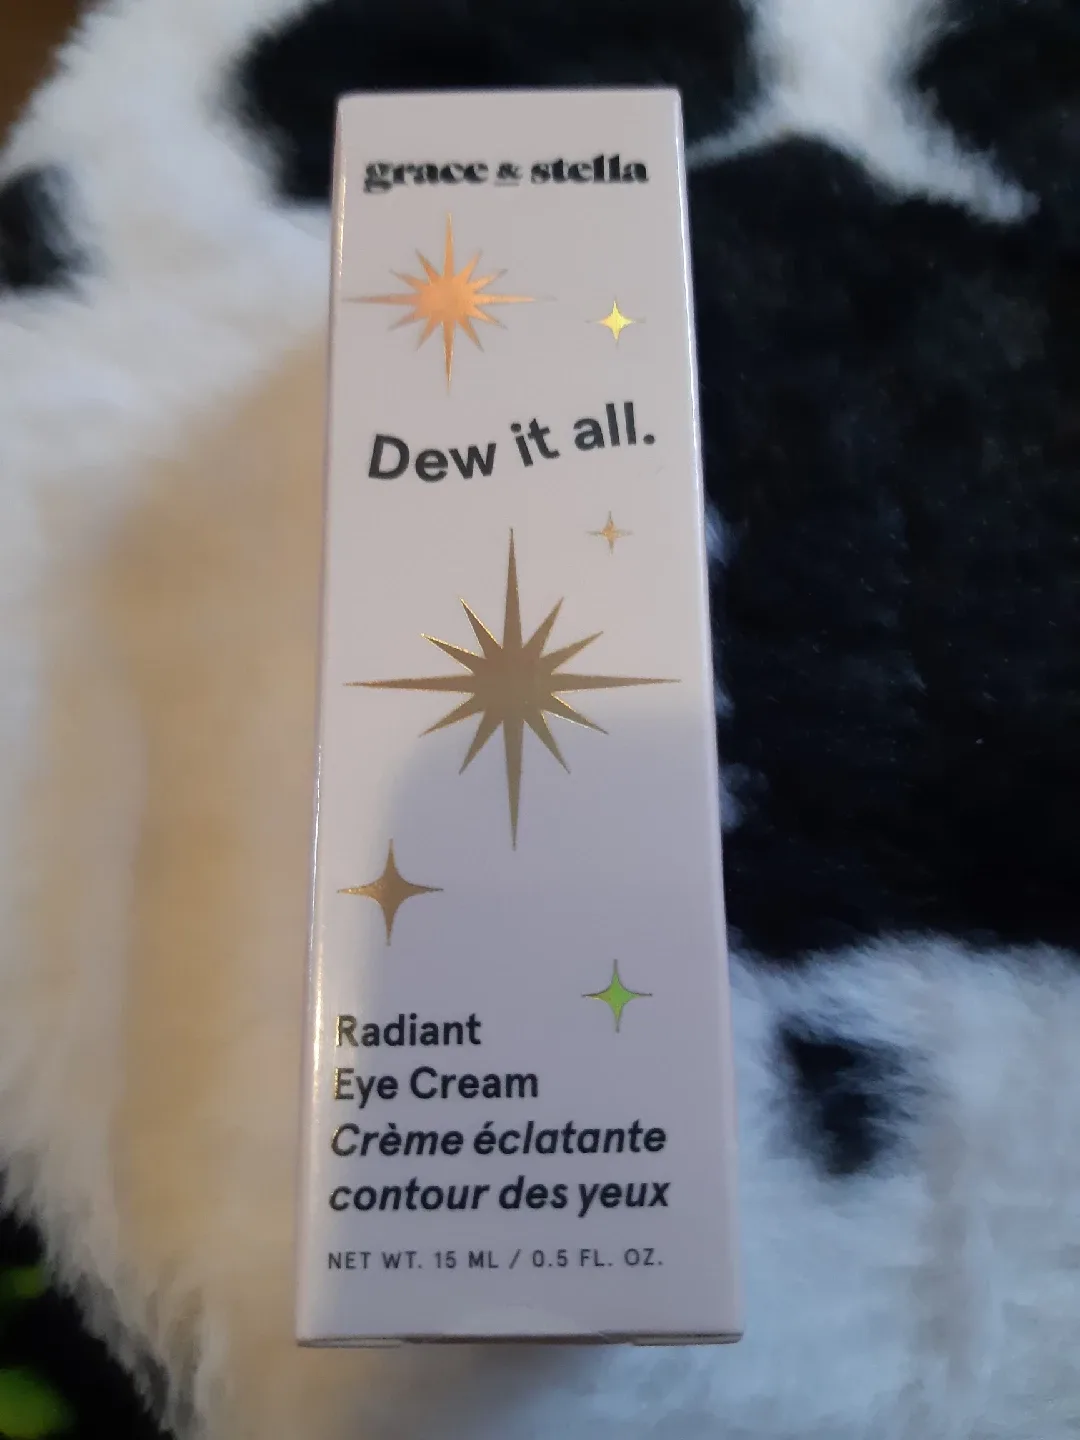 grace & stella
Dew it all.
Radiant
Eye Cream
Crème éclatante
contour des yeux
NET WT. 15 ML / 0.5 FL. OZ.